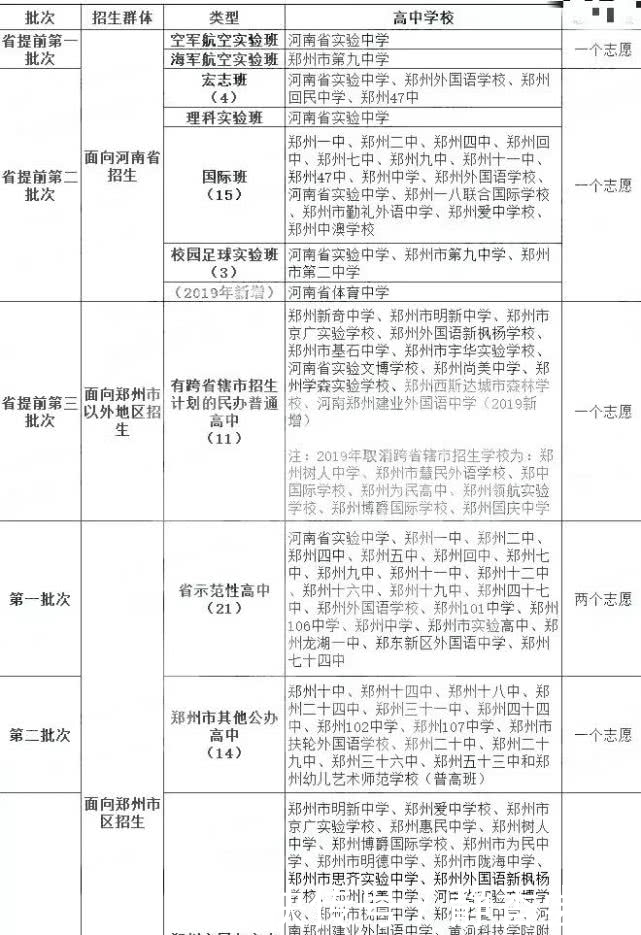 批次 招生群体 类型 高中学校
省提前第一
批次
面向河南省
招生
空军航空实验班 河南省实验中学
海军航空实验班 郑州市第九中学
一个志愿
省提前第二
批次
宏志班
（4）
河南省实验中学、郑州外国语学校、郑州
回民中学、郑州47中
理科实验班 河南省实验中学
国际班
（15）
郑州一中、郑州二中、郑州四中、郑州回
中、郑州七中、郑州九中、郑州十一中、
郑州47中、郑州中学、郑州外国语学校、
河南省实验中学、郑州一八联合国际学校
、郑州市勤礼外语中学、郑州爱中学校、
郑州中澳学校
一个志愿
校园足球实验班
（3）
河南省实验中学、郑州市第九中学、郑州
市第二中学
（2019年新增） 河南省体育中学
省提前第三
批次
面向郑州市
以外地区招
生
有跨省辖市招生
计划的民办普通
高中
（11）
郑州新奇中学、郑州市明新中学、郑州市
京广实验学校、郑州外国语新枫杨学校、
郑州市基石中学、郑州市宇华实验学校、
河南省实验文博学校、郑州尚美中学、郑
州学森实验学校、郑州西斯达城市森林学
校、河南郑州建业外国语中学（2019新
增）
注：2019年取消跨省辖市招生学校为：郑
州树人中学、郑州市慧民外语学校、郑中
国际学校、郑州为民高中、郑州领航实验
学校、郑州博爵国际学校、郑州国庆中学
一个志愿
第一批次
面向郑州市
区招生
省示范性高中
（21）
河南省实验中学、郑州一中、郑州二中、
郑州四中、郑州五中、郑州回中、郑州七
中、郑州九中、郑州十一中、郑州十二中
、郑州十六中、郑州十九中、郑州四十七
中、郑州外国语学校、郑州101中学、郑州
106中学、郑州中学、郑州市实验高中、郑
州龙湖一中、郑东新区外国语中学、郑州
七十四中
两个志愿
第二批次
郑州市其他公办
高中
（14）
郑州十中、郑州十四中、郑州十八中、郑
州二十四中、郑州三十一中、郑州四十四
中、郑州102中学、郑州107中学、郑州市
扶轮外国语学校、郑州二十中、郑州二十
九中、郑州三十六中、郑州五十三中和郑
州幼儿艺术师范学校（普高班）
一个志愿
郑州市明新中学、郑州爱中学校、郑州市
京广实验学校、郑州惠民中学、郑州树人
中学、郑州博爵国际学校、郑州市为民中
学、郑州市明德中学、郑州市陇海中学、
郑州市思齐实验中学、郑州外国语新枫杨
学校、